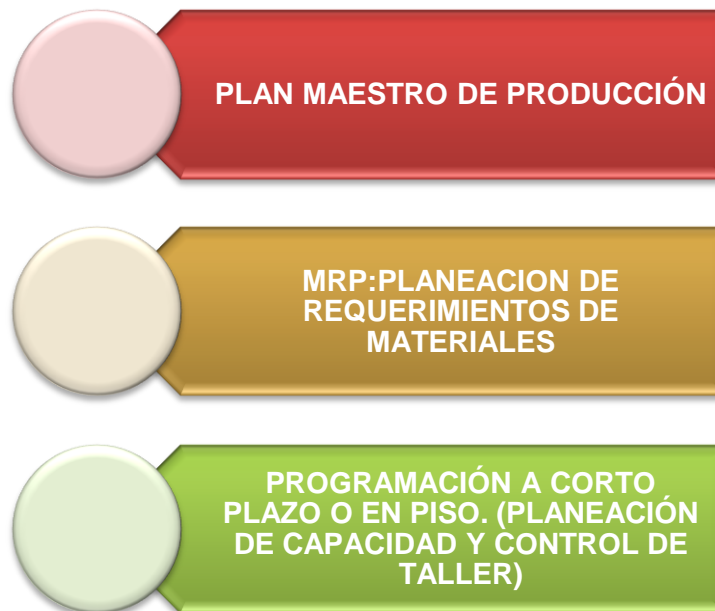 PLAN MAESTRO DE PRODUCCIÓN
MRP:PLANEACION DE
REQUERIMIENTOS DE
MATERIALES
PROGRAMACIÓN A CORTO
PLAZO O EN PISO. (PLANEACIÓN
DE CAPACIDAD Y CONTROL DE
TALLER)